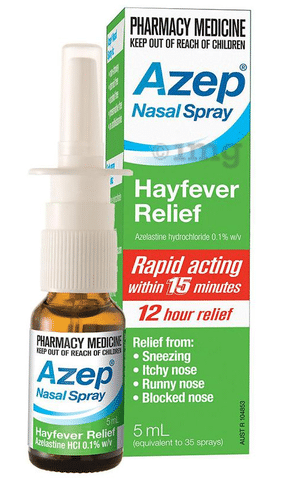 PHARMACY MEDICINE
KEEP OUT OF REACH OF CHILDREN
Azep®
Nasal Spray
©1mg
Hayfever
Relief
Azelastine hydrochloride 0.1% w/v
Rapid acting
within 15 minutes
12 hour relief
Relief from:
• Sneezing
• Itchy nose
• Runny nose
• Blocked nose
5 mL
(equivalent to 35 sprays)
AUST R 104853
PHARMACY MEDICINE
KEEP OUT OF REACH OF CHILDREN
Azep®
Nasal Spray
5mL
Hayfever Relief
Azelastine HCl 0.1% w/v